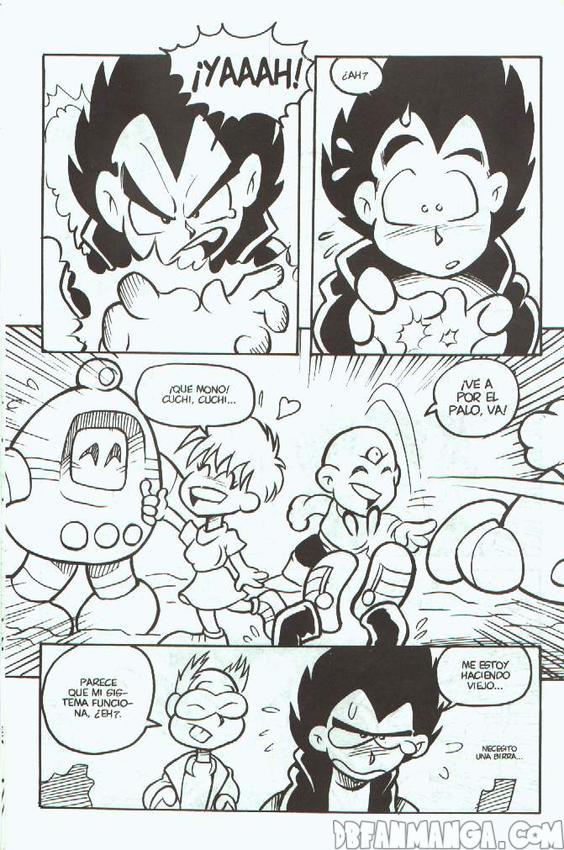 ¡YAAAH!
¿AH?
¡QUE MONO!
CUCHI, CUCHI...
¡VE A
POR EL
PALO, VA!
PARECE
QUE MI SIS-
TEMA FUNCIO-
NA, ¿EH?.
ME ESTOY
HACIENDO
VIEJO...
NECESITO
UNA BIRRA...
DBFANMANGA.COM